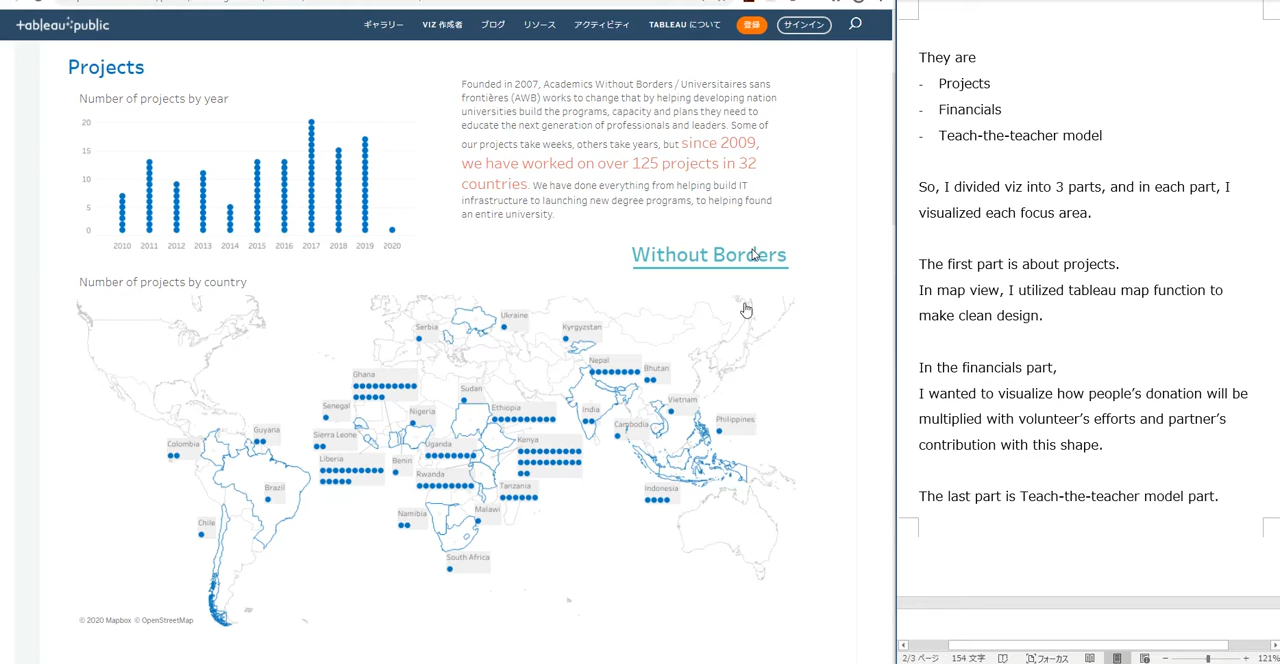 tableau public
ギャラリー VIZ 作成者 ブログ リソース アクティビティ TABLEAU について 登録 サインイン
Projects
Number of projects by year
20
15
10
5
0
2010 2011 2012 2013 2014 2015 2016 2017 2018 2019 2020
Founded in 2007, Academics Without Borders / Universitaires sans
frontières (AWB) works to change that by helping developing nation
universities build the programs, capacity and plans they need to
educate the next generation of professionals and leaders. Some of
our projects take weeks, others take years, but since 2009,
we have worked on over 125 projects in 32
countries. We have done everything from helping build IT
infrastructure to launching new degree programs, to helping found
an entire university.
Without Borders
Number of projects by country
Ukraine
Serbia
Kyrgyzstan
Nepal
Bhutan
Ghana
Sudan
Vietnam
Senegal
Nigeria
Ethiopia
India
Philippines
Cambodia
Guyana
Sierra Leone
Colombia
Uganda
Kenya
Liberia
Benin
Rwanda
Brazil
Tanzania
Indonesia
Namibia
Malawi
Chile
South Africa
© 2020 Mapbox © OpenStreetMap
They are
- Projects
- Financials
- Teach-the-teacher model
So, I divided viz into 3 parts, and in each part, I
visualized each focus area.
The first part is about projects.
In map view, I utilized tableau map function to
make clean design.
In the financials part,
I wanted to visualize how people's donation will be
multiplied with volunteer's efforts and partner's
contribution with this shape.
The last part is Teach-the-teacher model part.
2/3 ページ 154 文字 フォーカス - + 121%